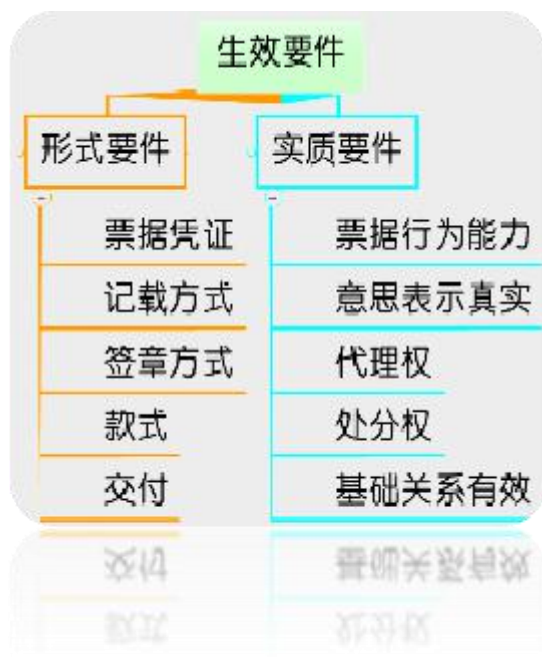 生效要件
形式要件
票据凭证
记载方式
签章方式
款式
交付
实质要件
票据行为能力
意思表示真实
代理权
处分权
基础关系有效